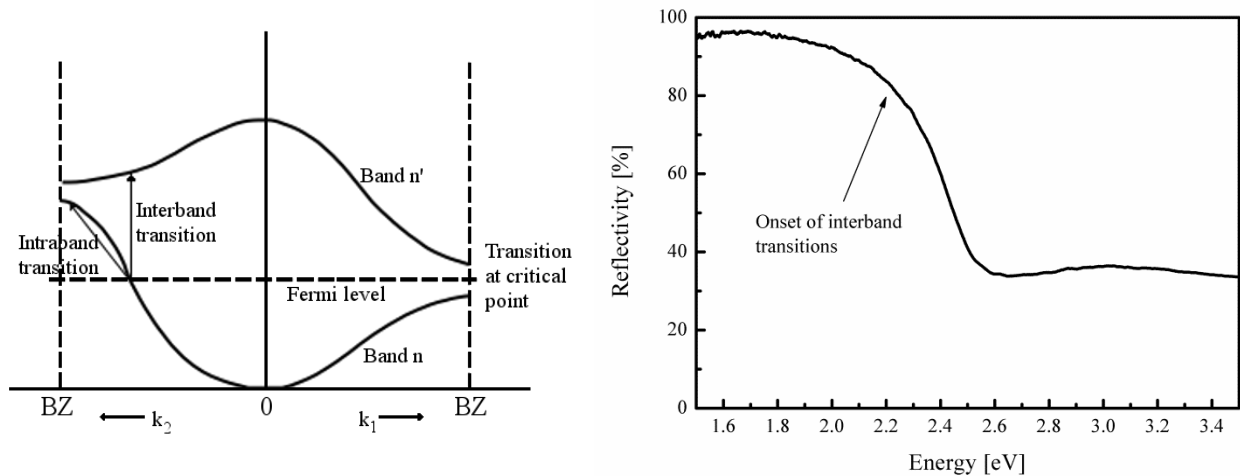 Band n'
Interband
transition
Intraband
transition
Transition
at critical
point
Fermi level
Band n
BZ
k2
0
k1
BZ
Reflectivity [%]
100
80
60
40
20
0
Onset of interband
transitions
1.6 1.8 2.0 2.2 2.4 2.6 2.8 3.0 3.2 3.4
Energy [eV]